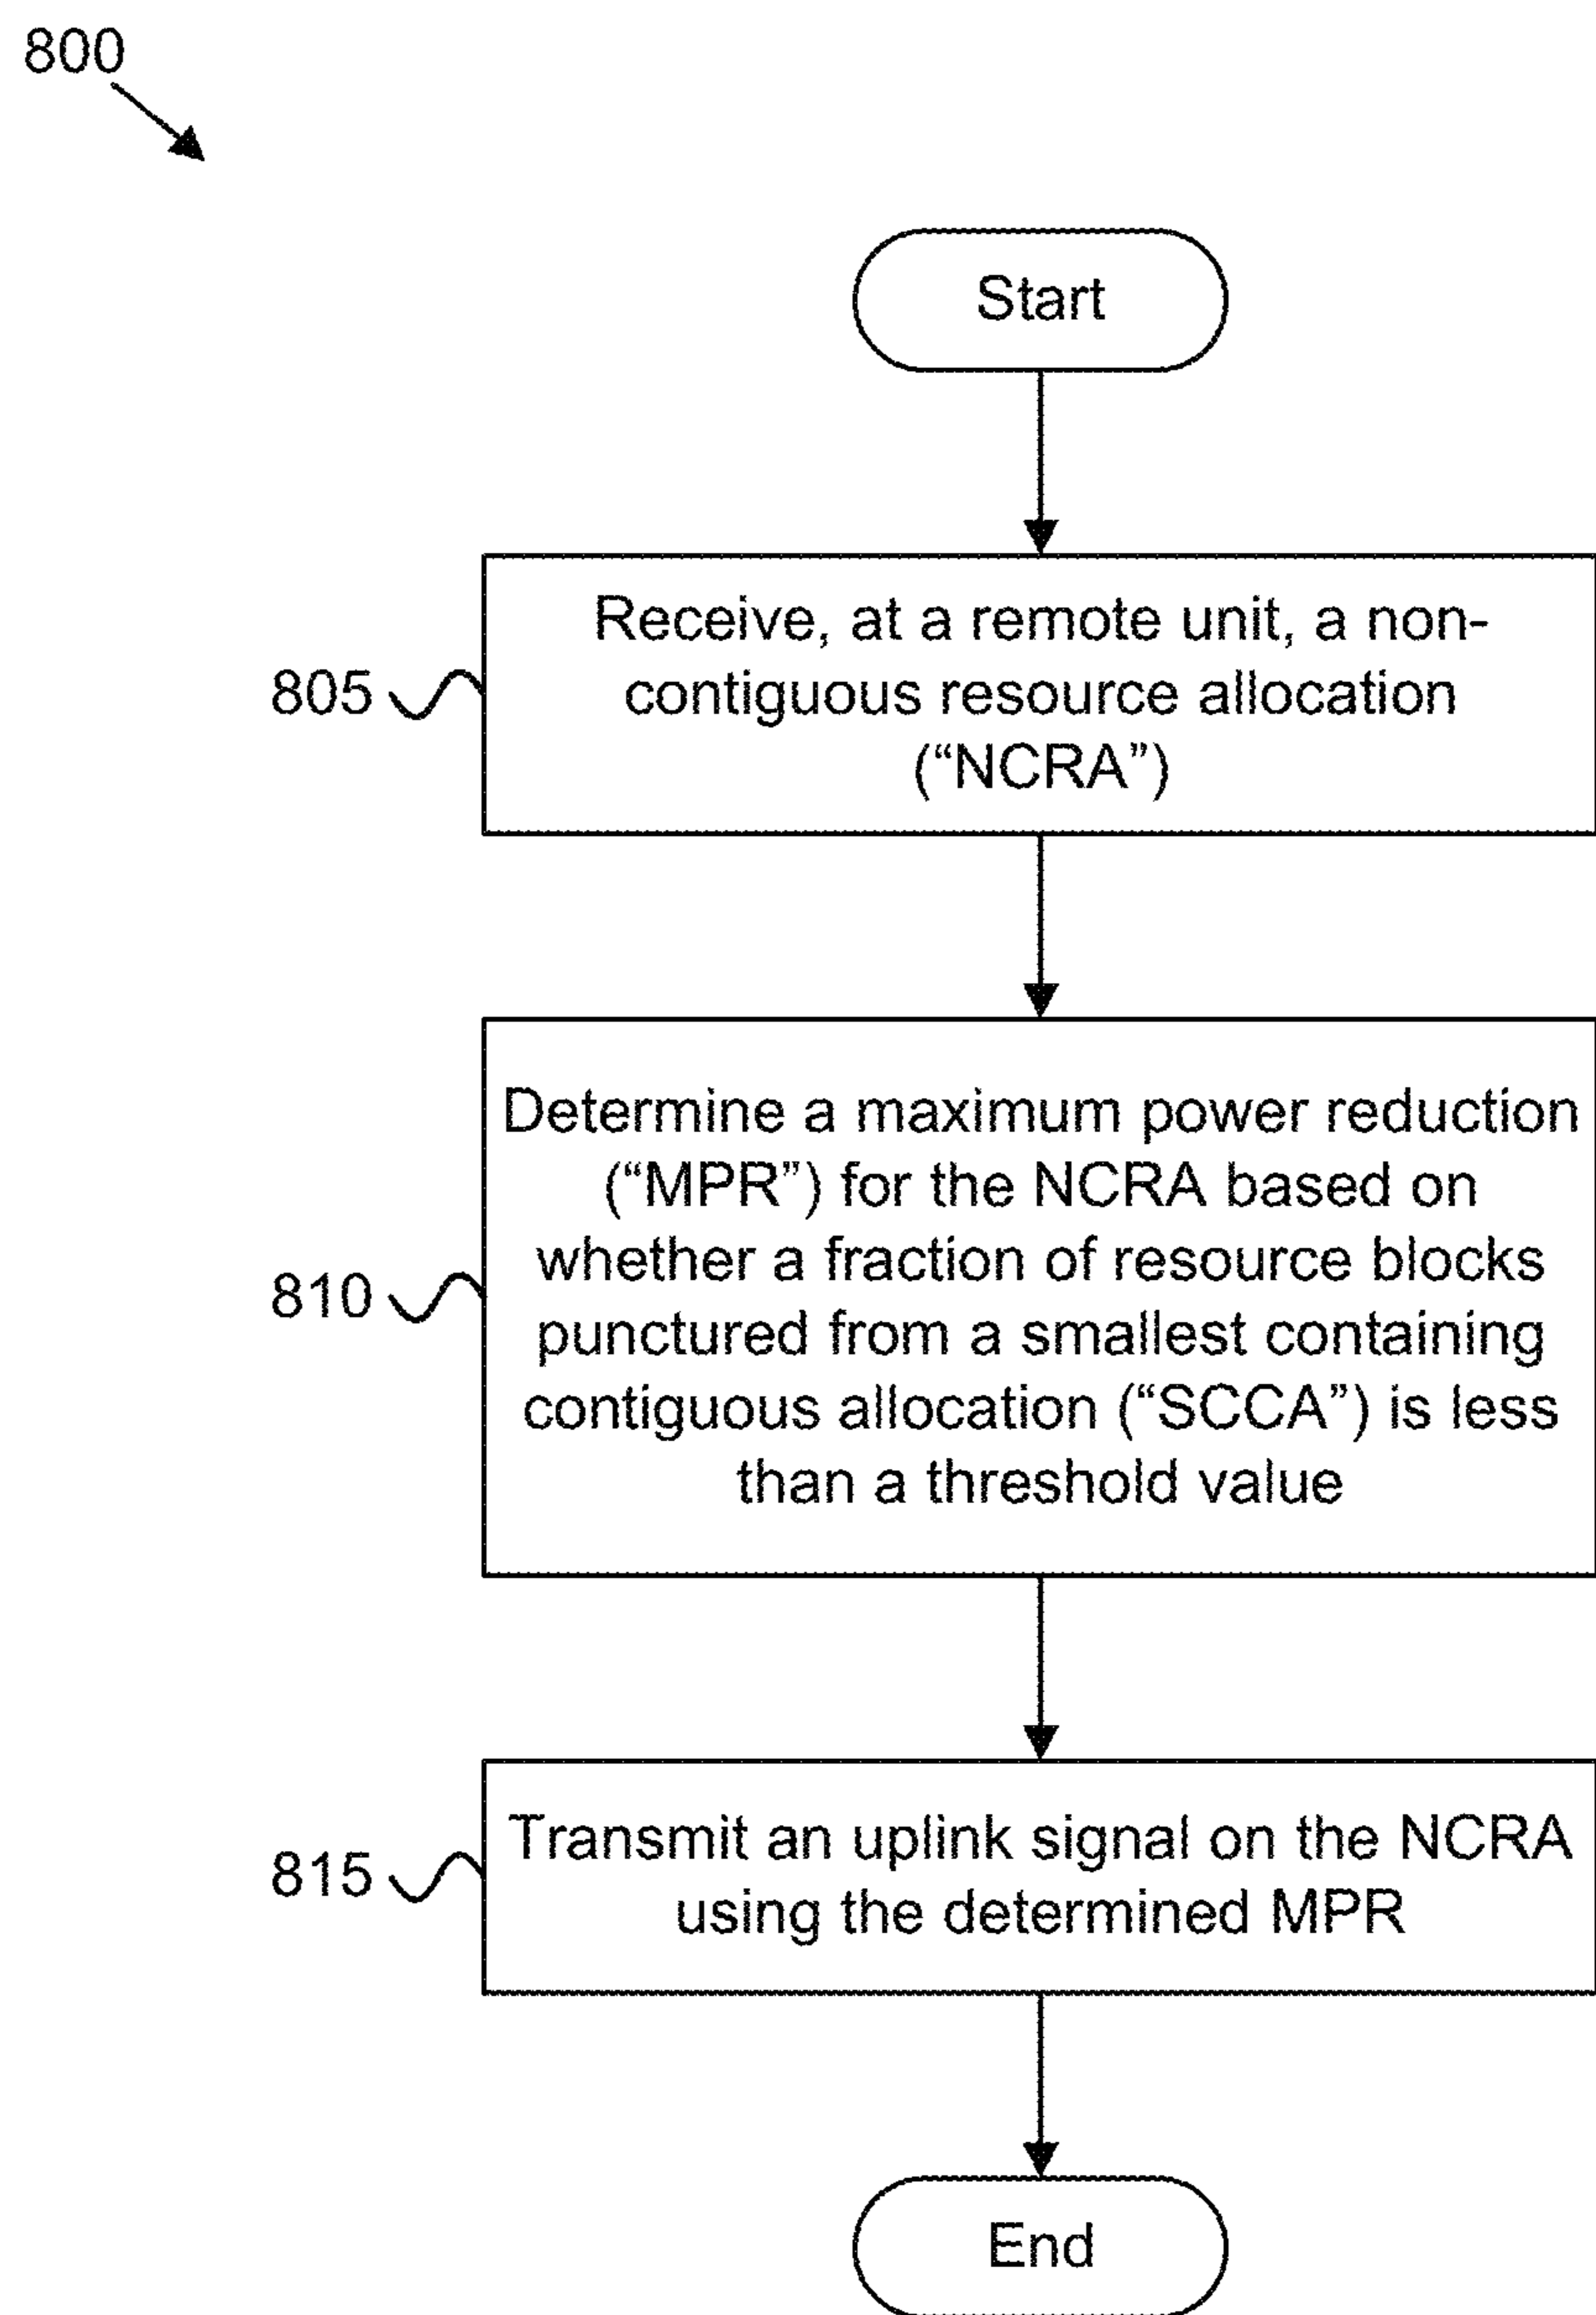 800
Start
805
Receive, at a remote unit, a non-
contiguous resource allocation
(“NCRA”)
810
Determine a maximum power reduction
(“MPR”) for the NCRA based on
whether a fraction of resource blocks
punctured from a smallest containing
contiguous allocation (“SCCA”) is less
than a threshold value
815
Transmit an uplink signal on the NCRA
using the determined MPR
End